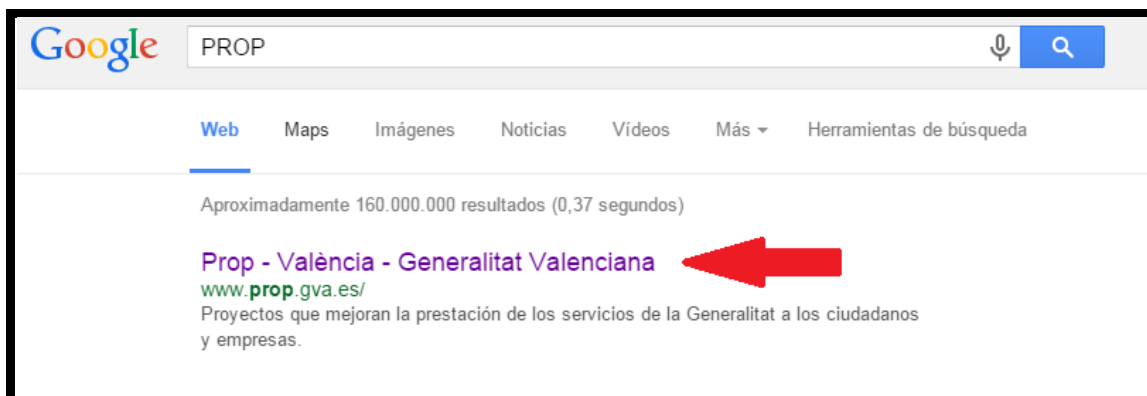 Google PROP
Web Maps Imágenes Noticias Vídeos Más Herramientas de búsqueda
Aproximadamente 160.000.000 resultados (0,37 segundos)
Prop - València - Generalitat Valenciana
www.prop.gva.es/
Proyectos que mejoran la prestación de los servicios de la Generalitat a los ciudadanos
y empresas.